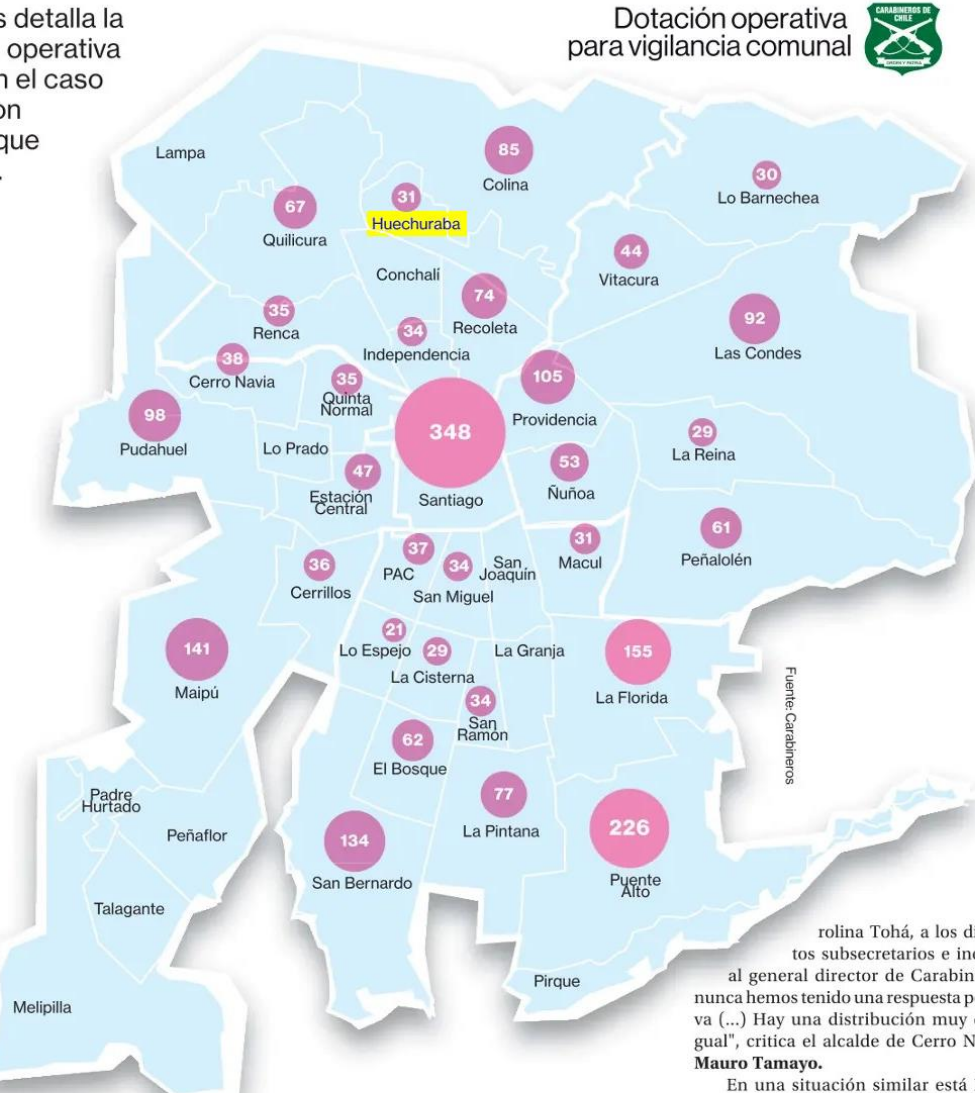 s detalla la
operativa
n el caso
on
que
Dotación operativa
para vigilancia comunal
CARABINEROS DE
CHILE
ORDEN Y PATRIA
Lampa
85
Colina
30
Lo Barnechea
67
Quilicura
31
Huechuraba
44
Vitacura
Conchalí
74
Recoleta
35
Renca
34
Independencia
92
Las Condes
38
Cerro Navia
35
Quinta
Normal
105
Providencia
98
Pudahuel
348
Santiago
29
La Reina
Lo Prado
47
Estación
Central
53
Ñuñoa
61
Peñalolén
36
Cerrillos
37
PAC
34
San Miguel
San
Joaquín
31
Macul
141
Maipú
21
Lo Espejo
29
La Cisterna
La Granja
155
La Florida
34
San
Ramón
62
El Bosque
Fuente: Carabineros
Padre
Hurtado
Peñaflor
77
La Pintana
226
Puente
Alto
134
San Bernardo
Talagante
Melipilla
Pirque
rolina Tohá, a los di
tos subsecretarios e inc
al general director de Carabin
nunca hemos tenido una respuesta p
va (...) Hay una distribución muy
gual", critica el alcalde de Cerro N
Mauro Tamayo.
En una situación similar está